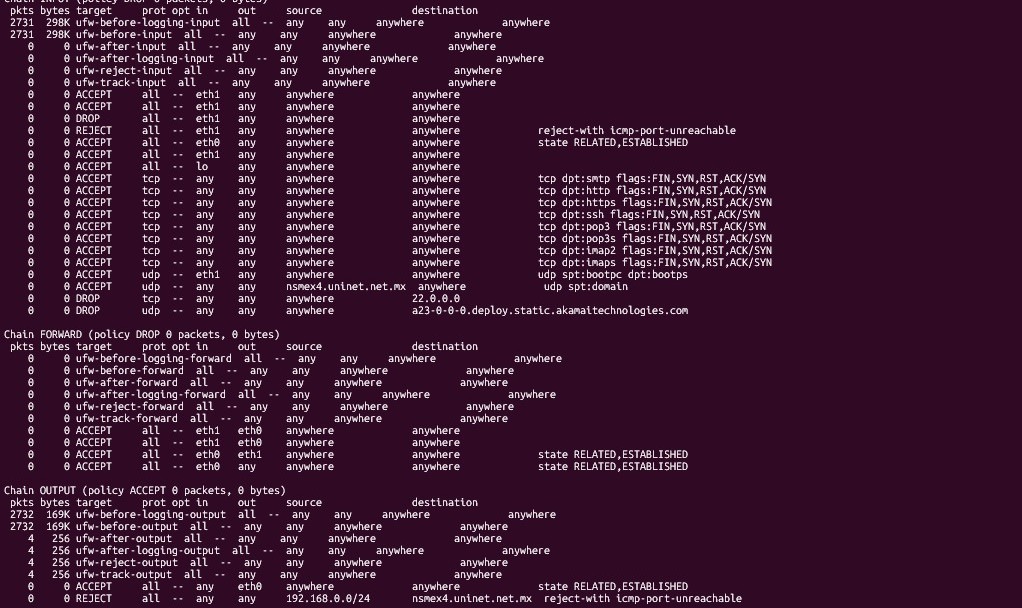 Chain INPUT (policy DROP 0 packets, 0 bytes)
pkts bytes target prot opt in out source destination
2731 298K ufw-before-logging-input all -- any any anywhere anywhere
2731 298K ufw-before-input all -- any any anywhere anywhere
0 0 ufw-after-input all -- any any anywhere anywhere
0 0 ufw-after-logging-input all -- any any anywhere anywhere
0 0 ufw-reject-input all -- any any anywhere anywhere
0 0 ufw-track-input all -- any any anywhere anywhere
0 0 ACCEPT all -- eth1 any anywhere anywhere
0 0 ACCEPT all -- eth1 any anywhere anywhere
0 0 DROP all -- eth1 any anywhere anywhere
0 0 REJECT all -- eth1 any anywhere anywhere reject-with icmp-port-unreachable
0 0 ACCEPT all -- eth0 any anywhere anywhere state RELATED,ESTABLISHED
0 0 ACCEPT all -- eth1 any anywhere anywhere
0 0 ACCEPT all -- lo any anywhere anywhere
0 0 ACCEPT tcp -- any any anywhere anywhere tcp dpt:smtp flags:FIN,SYN,RST,ACK/SYN
0 0 ACCEPT tcp -- any any anywhere anywhere tcp dpt:http flags:FIN,SYN,RST,ACK/SYN
0 0 ACCEPT tcp -- any any anywhere anywhere tcp dpt:https flags:FIN,SYN,RST,ACK/SYN
0 0 ACCEPT tcp -- any any anywhere anywhere tcp dpt:ssh flags:FIN,SYN,RST,ACK/SYN
0 0 ACCEPT tcp -- any any anywhere anywhere tcp dpt:pop3 flags:FIN,SYN,RST,ACK/SYN
0 0 ACCEPT tcp -- any any anywhere anywhere tcp dpt:pop3s flags:FIN,SYN,RST,ACK/SYN
0 0 ACCEPT tcp -- any any anywhere anywhere tcp dpt:imap2 flags:FIN,SYN,RST,ACK/SYN
0 0 ACCEPT tcp -- any any anywhere anywhere tcp dpt:imaps flags:FIN,SYN,RST,ACK/SYN
0 0 ACCEPT udp -- eth1 any anywhere anywhere udp spt:bootpc dpt:bootps
0 0 ACCEPT udp -- any any nsmex4.uninet.net.mx anywhere udp spt:domain
0 0 DROP tcp -- any any anywhere 22.0.0.0
0 0 DROP udp -- any any anywhere a23-0-0-0.deploy.static.akamaitechnologies.com
Chain FORWARD (policy DROP 0 packets, 0 bytes)
pkts bytes target prot opt in out source destination
0 0 ufw-before-logging-forward all -- any any anywhere anywhere
0 0 ufw-before-forward all -- any any anywhere anywhere
0 0 ufw-after-forward all -- any any anywhere anywhere
0 0 ufw-after-logging-forward all -- any any anywhere anywhere
0 0 ufw-reject-forward all -- any any anywhere anywhere
0 0 ufw-track-forward all -- any any anywhere anywhere
0 0 ACCEPT all -- eth1 eth0 anywhere anywhere
0 0 ACCEPT all -- eth1 eth0 anywhere anywhere
0 0 ACCEPT all -- eth0 eth1 anywhere anywhere state RELATED,ESTABLISHED
0 0 ACCEPT all -- eth0 any anywhere anywhere state RELATED,ESTABLISHED
Chain OUTPUT (policy ACCEPT 0 packets, 0 bytes)
pkts bytes target prot opt in out source destination
2732 169K ufw-before-logging-output all -- any any anywhere anywhere
2732 169K ufw-before-output all -- any any anywhere anywhere
4 256 ufw-after-output all -- any any anywhere anywhere
4 256 ufw-after-logging-output all -- any any anywhere anywhere
4 256 ufw-reject-output all -- any any anywhere anywhere
4 256 ufw-track-output all -- any any anywhere anywhere
0 0 ACCEPT all -- any eth0 anywhere anywhere state RELATED,ESTABLISHED
0 0 REJECT all -- any any 192.168.0.0/24 nsmex4.uninet.net.mx reject-with icmp-port-unreachable